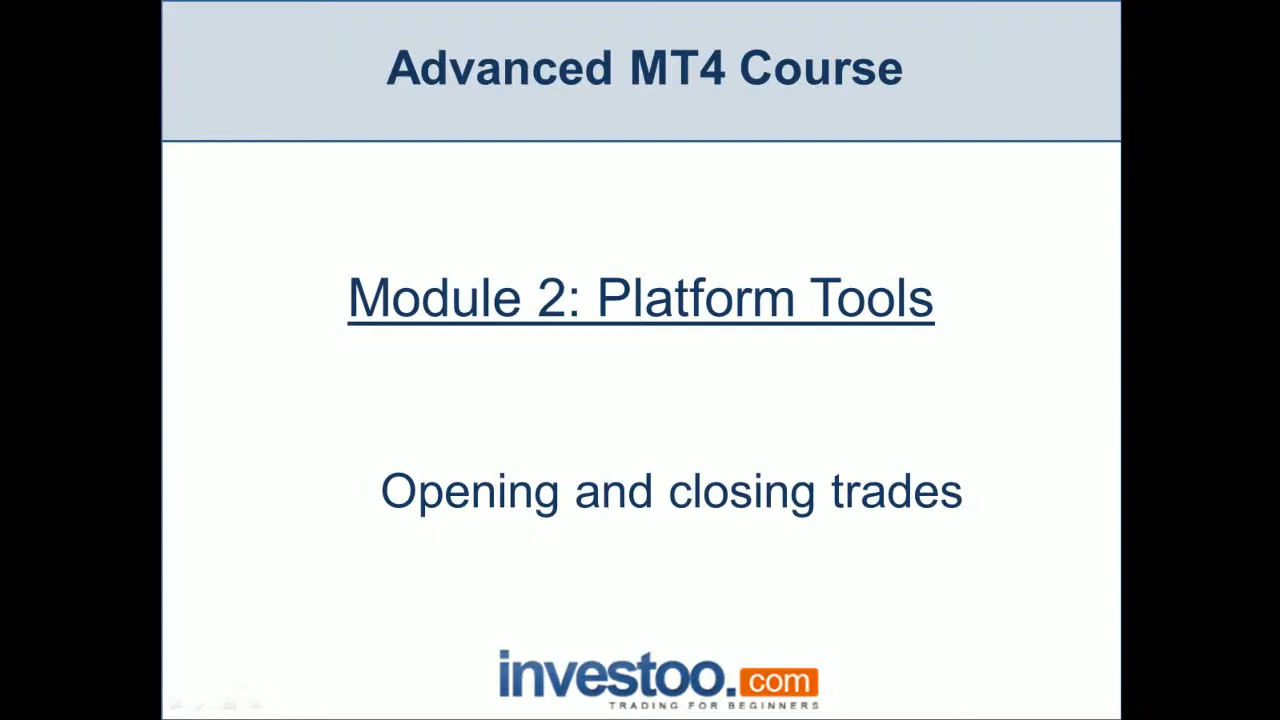 Advanced MT4 Course
Module 2: Platform Tools
Opening and closing trades
investoo.com
TRADING FOR BEGINNERS